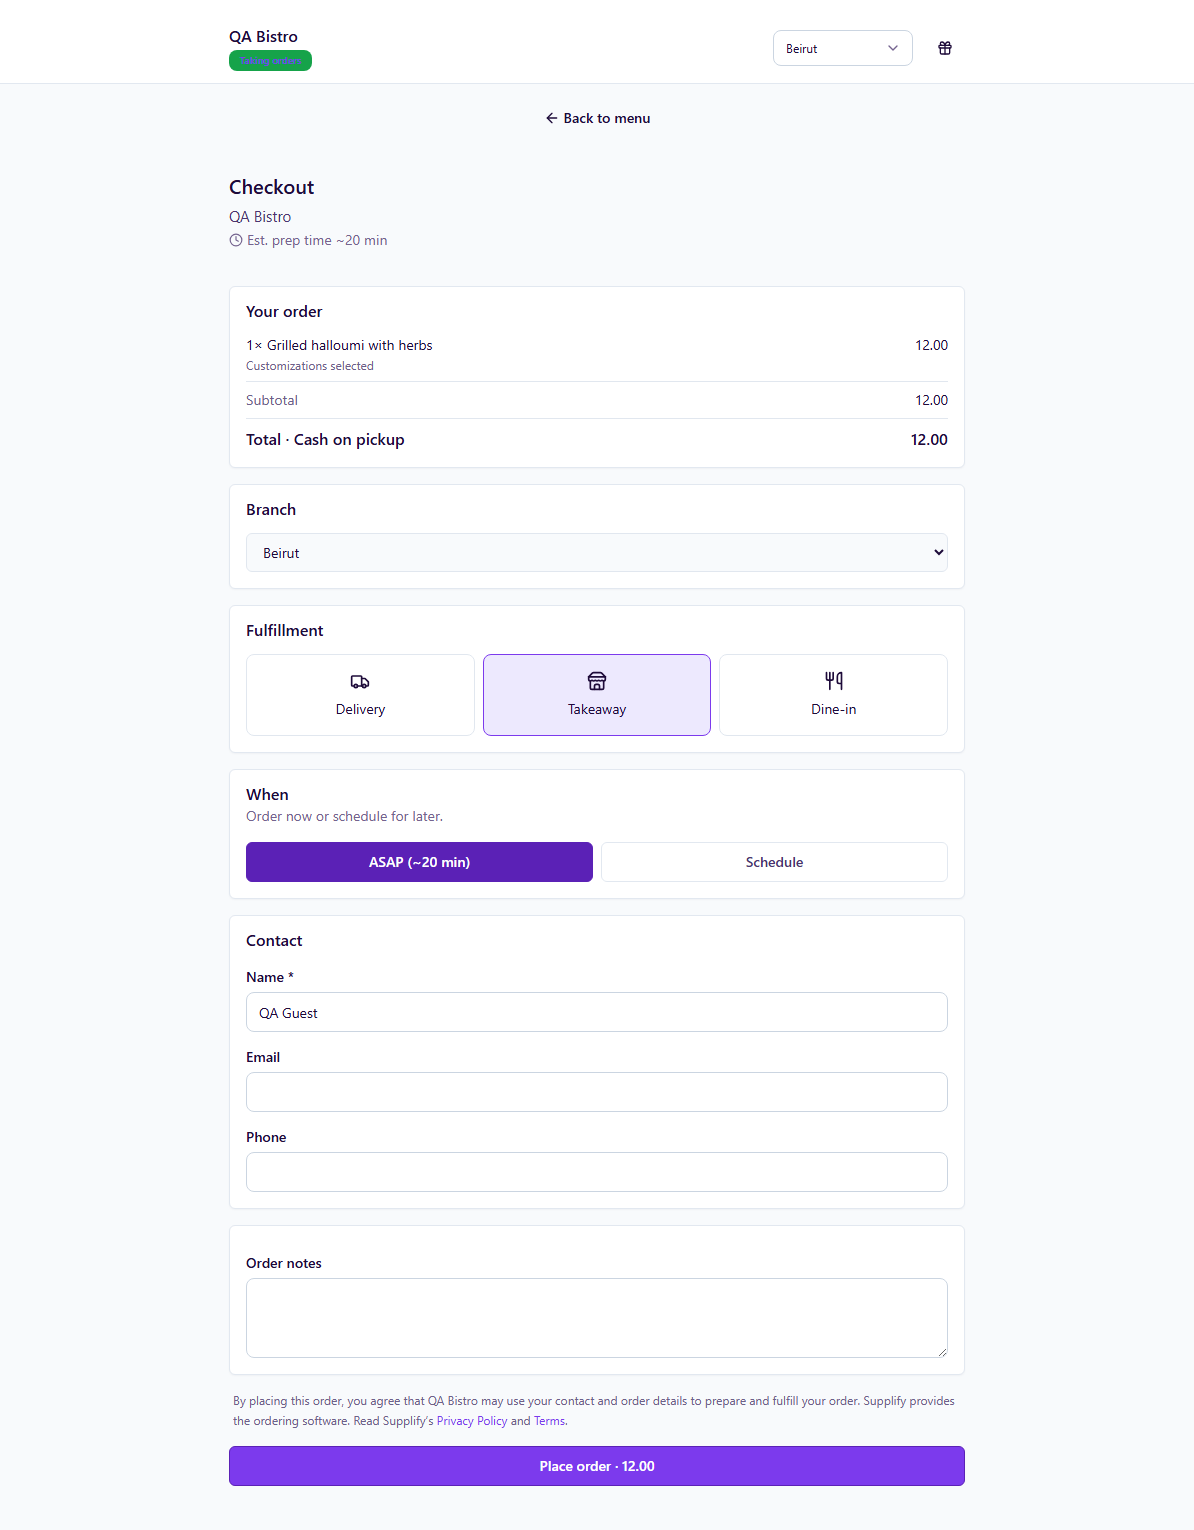 QA Bistro
Beirut
Back to menu
Checkout
QA Bistro
Est. prep time ~20 min
Your order
1× Grilled halloumi with herbs 12.00
Customizations selected
Subtotal 12.00
Total · Cash on pickup 12.00
Branch
Beirut
Fulfillment
Delivery Takeaway Dine-in
When
Order now or schedule for later.
ASAP (~20 min) Schedule
Contact
Name *
QA Guest
Email
Phone
Order notes
By placing this order, you agree that QA Bistro may use your contact and order details to prepare and fulfill your order. Supplify provides
the ordering software. Read Supplify's Privacy Policy and Terms.
Place order · 12.00